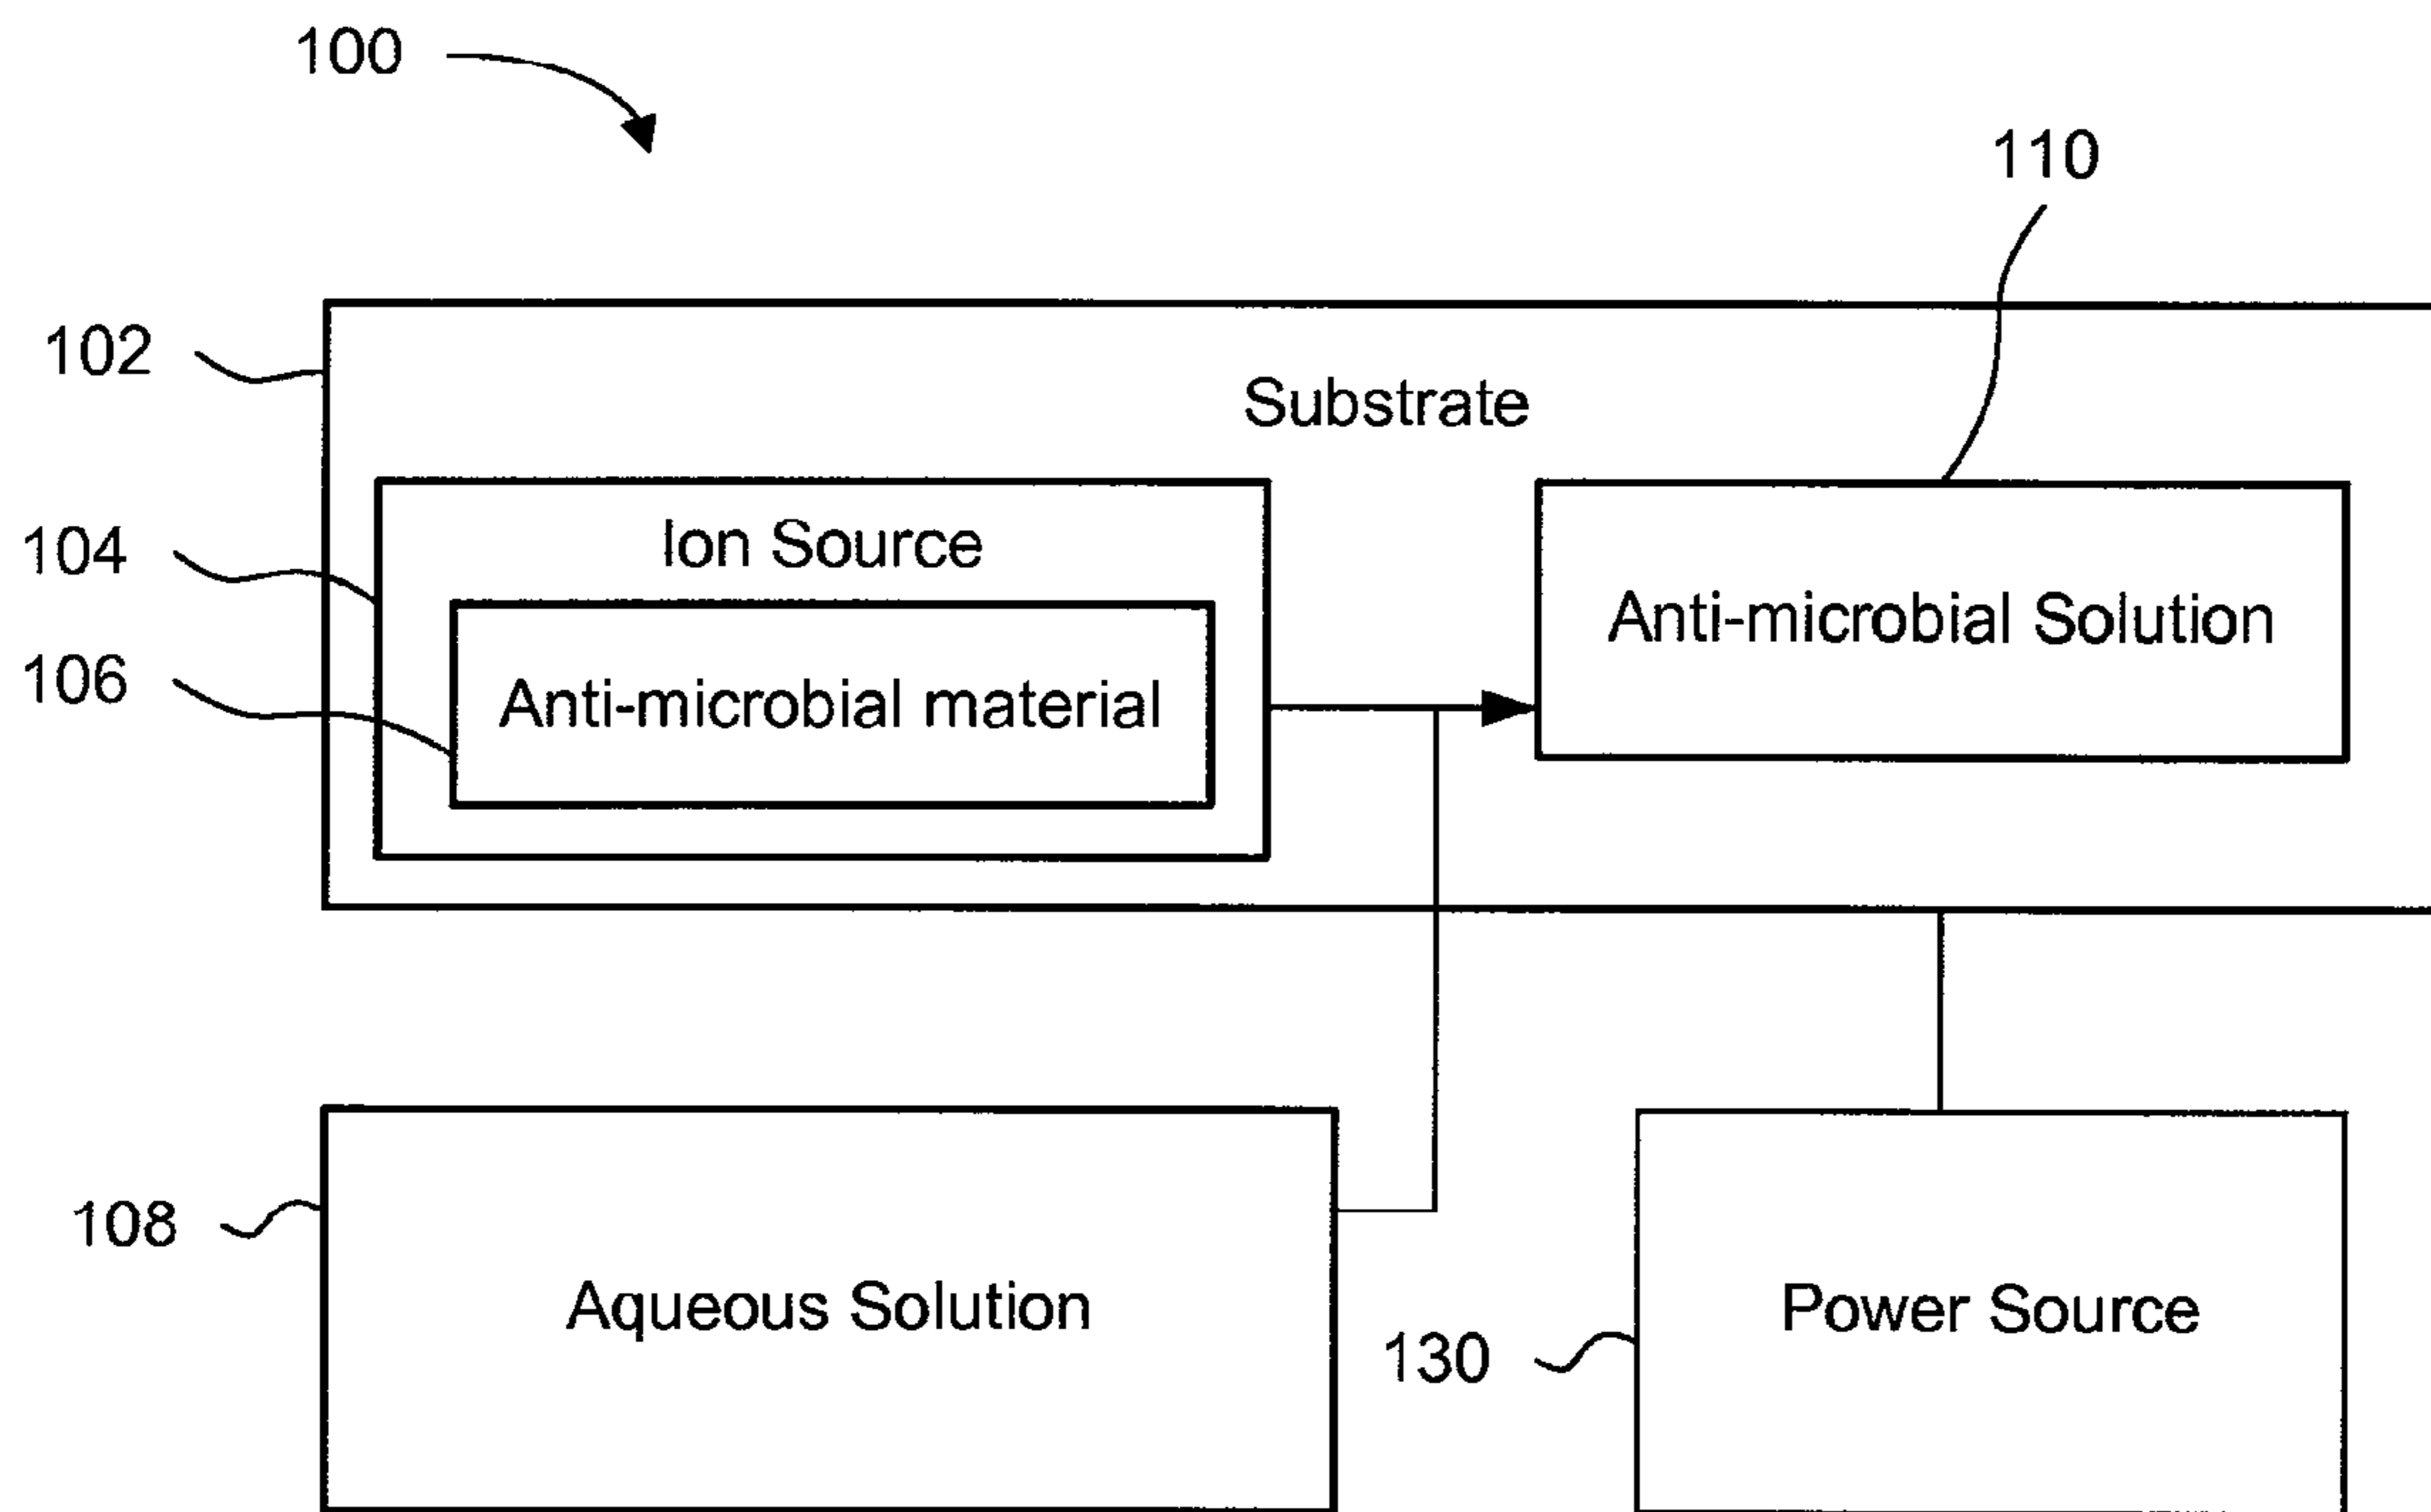 100
110
102
Substrate
104
Ion Source
Anti-microbial Solution
106
Anti-microbial material
108
Aqueous Solution
Power Source
130